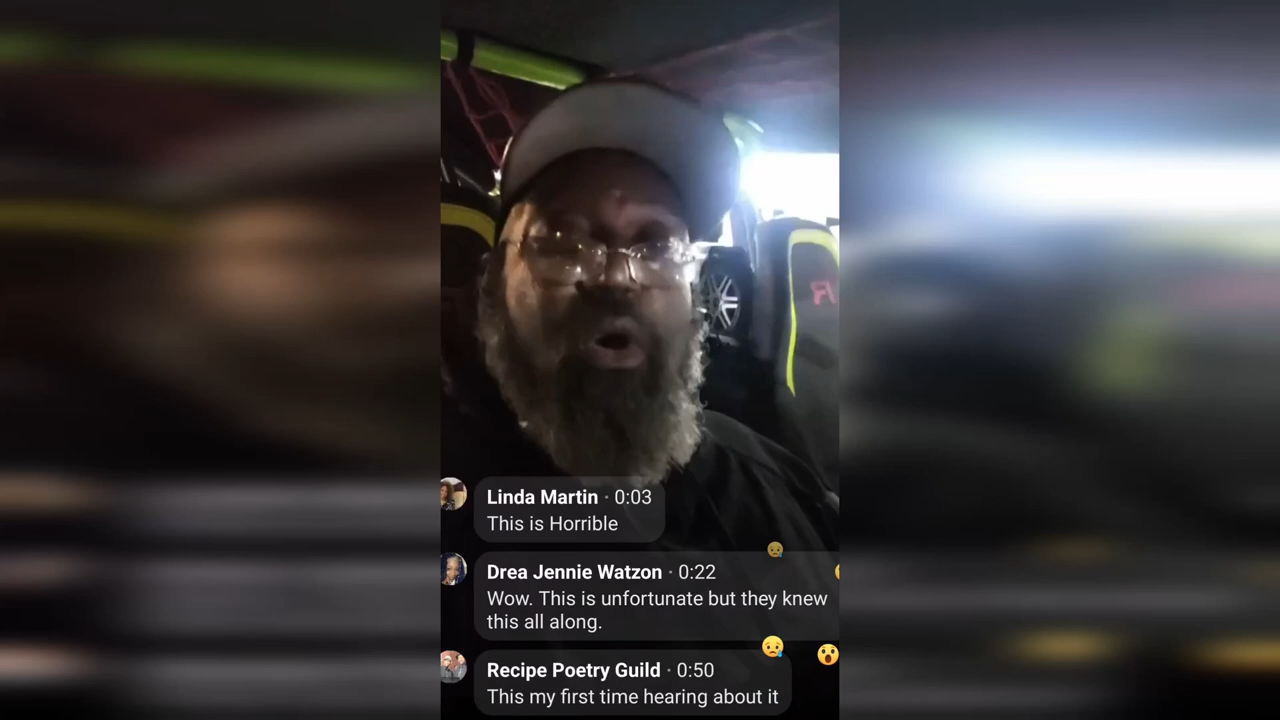 Linda Martin · 0:03
This is Horrible
Drea Jennie Watzon · 0:22
Wow. This is unfortunate but they knew
this all along.
Recipe Poetry Guild · 0:50
This my first time hearing about it